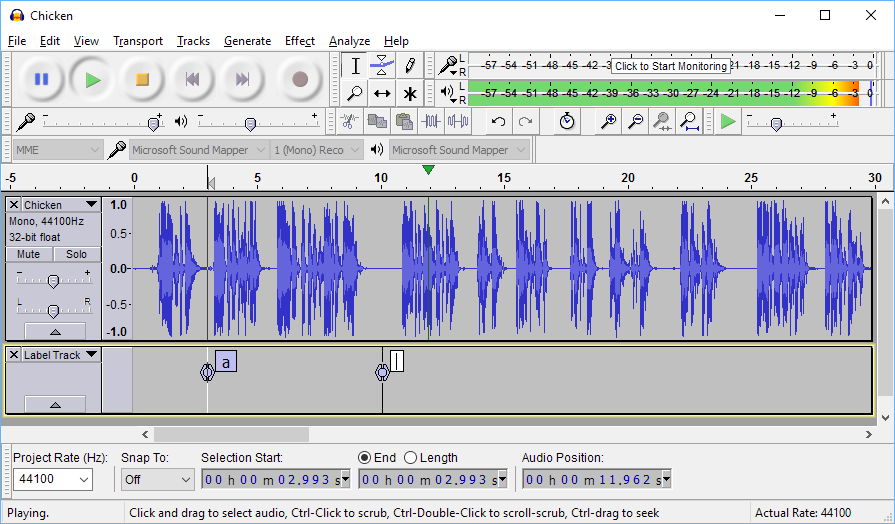 Chicken
File Edit View Transport Tracks Generate Effect Analyze Help
L R -57 -54 -51 -48 -45 -42 Click to Start Monitoring -21 -18 -15 -12 -9 -6 -3 0
L R -57 -54 -51 -48 -45 -42 -39 -36 -33 -30 -27 -24 -21 -18 -15 -12 -9 -6 -3 0
- + - + - +
MME Microsoft Sound Mapper 1 (Mono) Reco Microsoft Sound Mapper
-5 0 5 10 15 20 25 30
Chicken 1.0
Mono, 44100Hz
32-bit float 0.5-
Mute Solo
- + 0.0-
L R -0.5-
-1.0
Label Track a
Project Rate (Hz): Snap To: Selection Start: End Length Audio Position:
44100 Off 00 h 00 m 02.993 s 00 h 00 m 02.993 s 00 h 00 m 11.962 s
Playing. Click and drag to select audio, Ctrl-Click to scrub, Ctrl-Double-Click to scroll-scrub, Ctrl-drag to seek Actual Rate: 44100